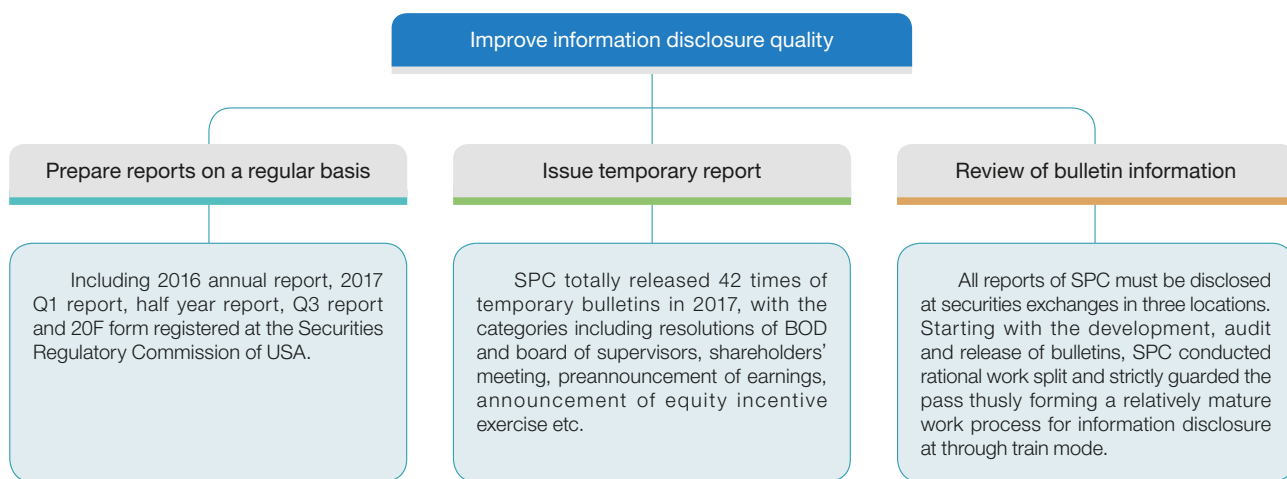 Improve information disclosure quality
Prepare reports on a regular basis
Including 2016 annual report, 2017
Q1 report, half year report, Q3 report
and 20F form registered at the Securities
Regulatory Commission of USA.
Issue temporary report
SPC totally released 42 times of
temporary bulletins in 2017, with the
categories including resolutions of BOD
and board of supervisors, shareholders’
meeting, preannouncement of earnings,
announcement of equity incentive
exercise etc.
Review of bulletin information
All reports of SPC must be disclosed
at securities exchanges in three locations.
Starting with the development, audit
and release of bulletins, SPC conducted
rational work split and strictly guarded the
pass thusly forming a relatively mature
work process for information disclosure
at through train mode.